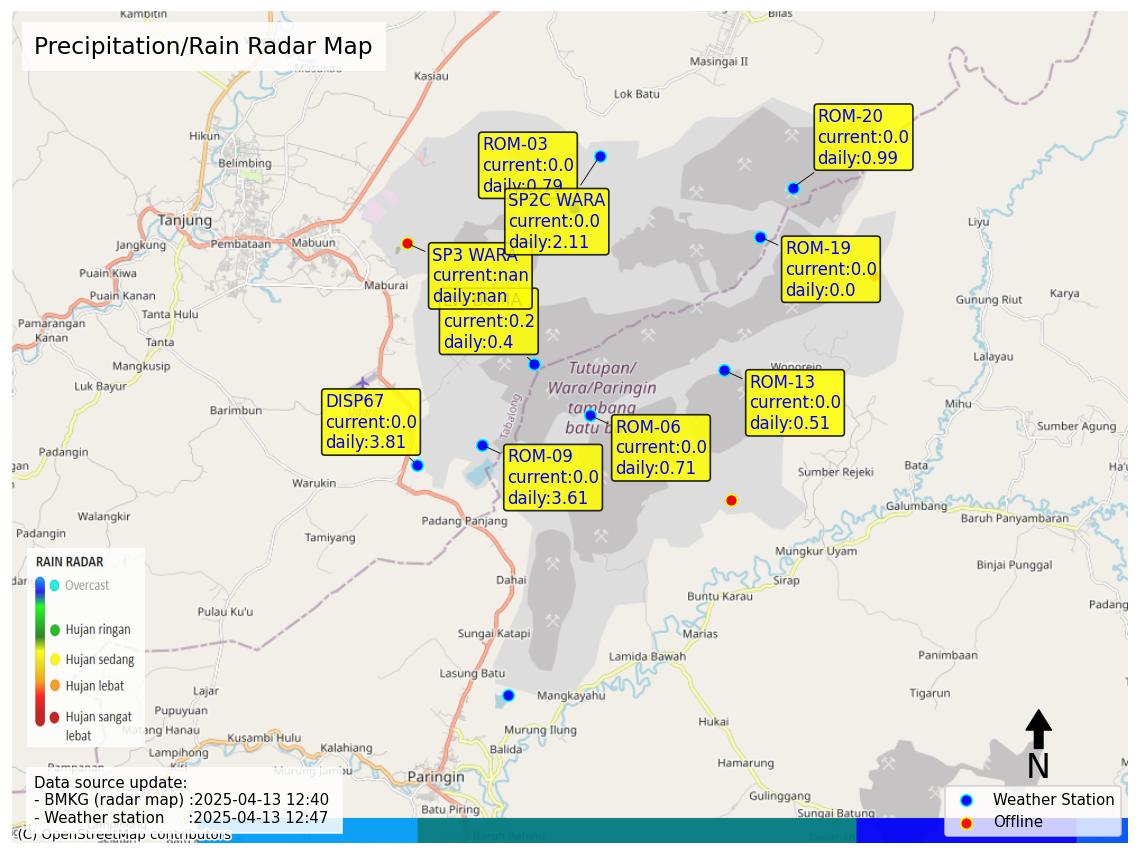 Kambitin
Bilas
Precipitation/Rain Radar Map
Masukau
Kasiau
Masingai II
Lok Batu
Hikun
Belimbing
ROM-20
current:0.0
daily:0.99
ROM-03
current:0.0
daily:0.79
SP2C WARA
current:0.0
daily:2.11
Tanjung
Jangkung
Pembataan
Mabuun
Liyu
ROM-19
current:0.0
daily:0.0
SP3 WARA
current:nan
daily:nan
Puain Kiwa
Maburai
Puain Kanan
Tanta Hulu
Gunung Riut
Karya
current:0.2
daily:0.4
Pamarangan
Kanan
Tanta
Mangkusip
Lalayau
Luk Bayur
Tutupan/
Wara/Paringin
tambang
batu b
Wonorejo
ROM-13
current:0.0
daily:0.51
DISP67
current:0.0
daily:3.81
Barimbun
Tabalong
Mihu
ROM-06
current:0.0
daily:0.71
Sumber Agung
Padangin
ROM-09
current:0.0
daily:3.61
Bata
Sumber Rejeki
Warukin
Walangkir
Padangin
Tamiyang
Padang Panjang
Galumbang
Baruh Panyambaran
Mungkur Uyam
Binjai Punggal
RAIN RADAR
Overcast
Hujan ringan
Hujan sedang
Hujan lebat
Hujan sangat
lebat
Dahai
Sirap
Buntu Karau
Padang
Pulau Ku'u
Sungai Katapi
Marias
Lamida Bawah
Panimbaan
Lasung Batu
Lajar
Mangkayahu
Tigarun
Pupuyuan
Matang Hanau
Kusambi Hulu
Murung Ilung
Hukai
Lampihong
Kalahiang
Balida
Hamarung
N
Murung Jambu
Paringin
Gulinggang
Batu Piring
Sungai Batung
Data source update:
- BMKG (radar map) :2025-04-13 12:40
- Weather station :2025-04-13 12:47
Weather Station
Offline
(C) OpenStreetMap contributors